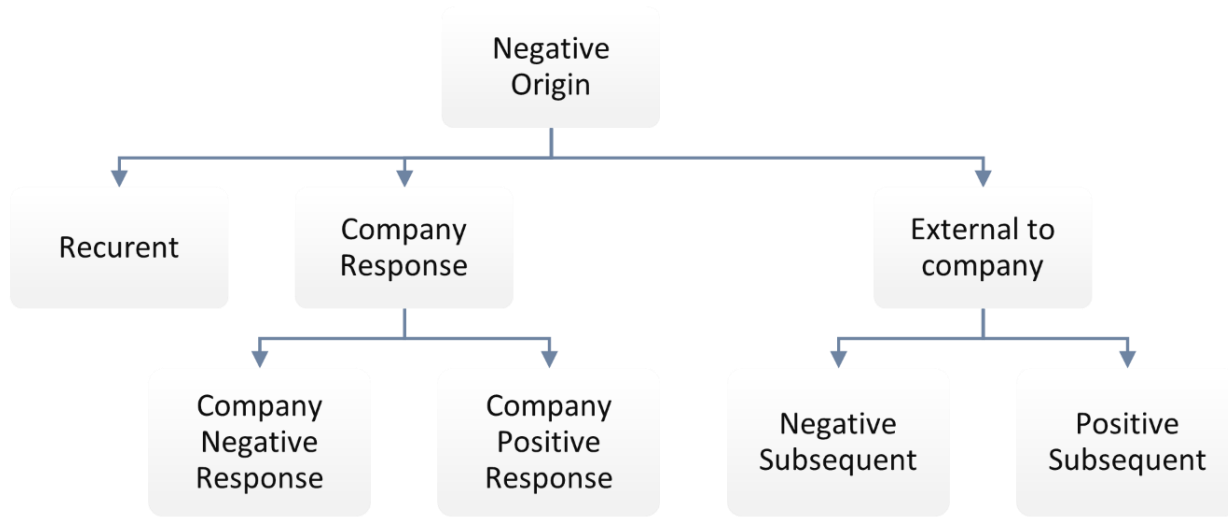 Negative
Origin
Recurent
Company
Response
External to
company
Company
Negative
Response
Company
Positive
Response
Negative
Subsequent
Positive
Subsequent